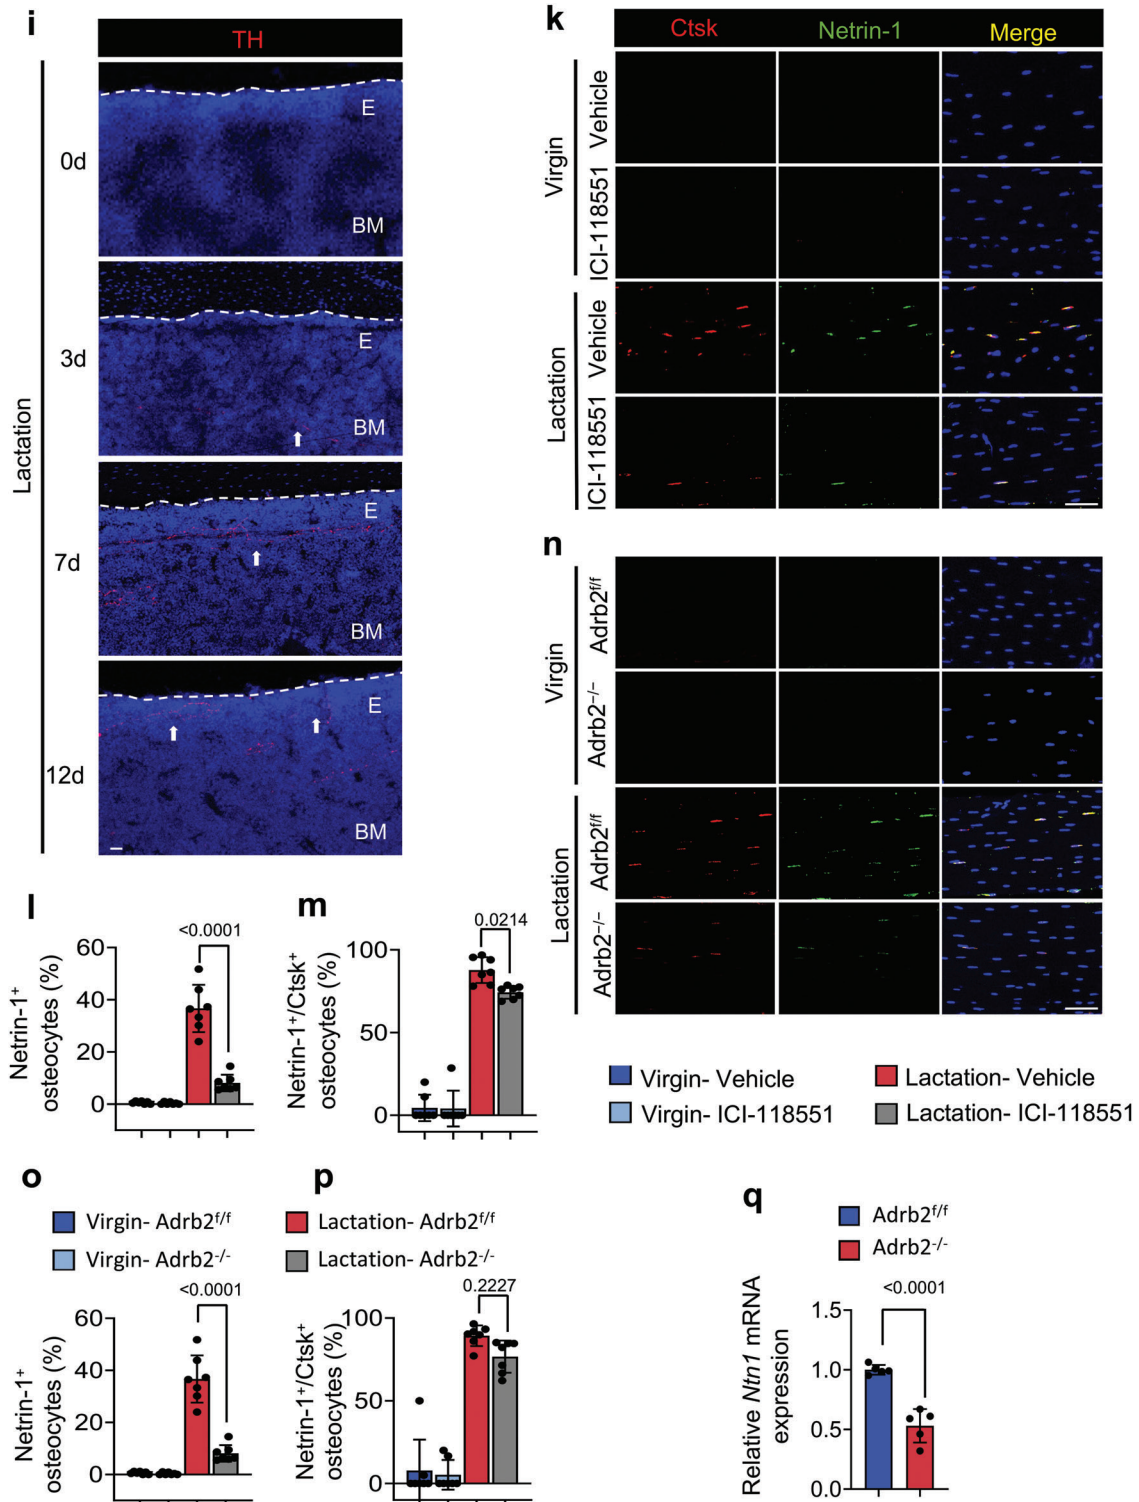 i
TH
Lactation
0d
E
BM
3d
E
BM
7d
E
BM
12d
E
BM
k
Ctsk
Netrin-1
Merge
Virgin
Vehicle
ICI-118551
Lactation
Vehicle
ICI-118551
n
Virgin
Adrb2f/f
Adrb2−/−
Lactation
Adrb2f/f
Adrb2−/−
l
<0.0001
Netrin-1+
osteocytes (%)
60
40
20
0
m
0.0214
Netrin-1+/Ctsk+
osteocytes (%)
100
50
0
Virgin- Vehicle
Lactation- Vehicle
Virgin- ICI-118551
Lactation- ICI-118551
o
Virgin- Adrb2f/f
Virgin- Adrb2-/-
<0.0001
Netrin-1+
osteocytes (%)
60
40
20
0
p
Lactation- Adrb2f/f
Lactation- Adrb2-/-
0.2227
Netrin-1+/Ctsk+
osteocytes (%)
100
50
0
q
Adrb2f/f
Adrb2-/-
<0.0001
Relative Ntn1 mRNA
expression
1.5
1.0
0.5
0.0